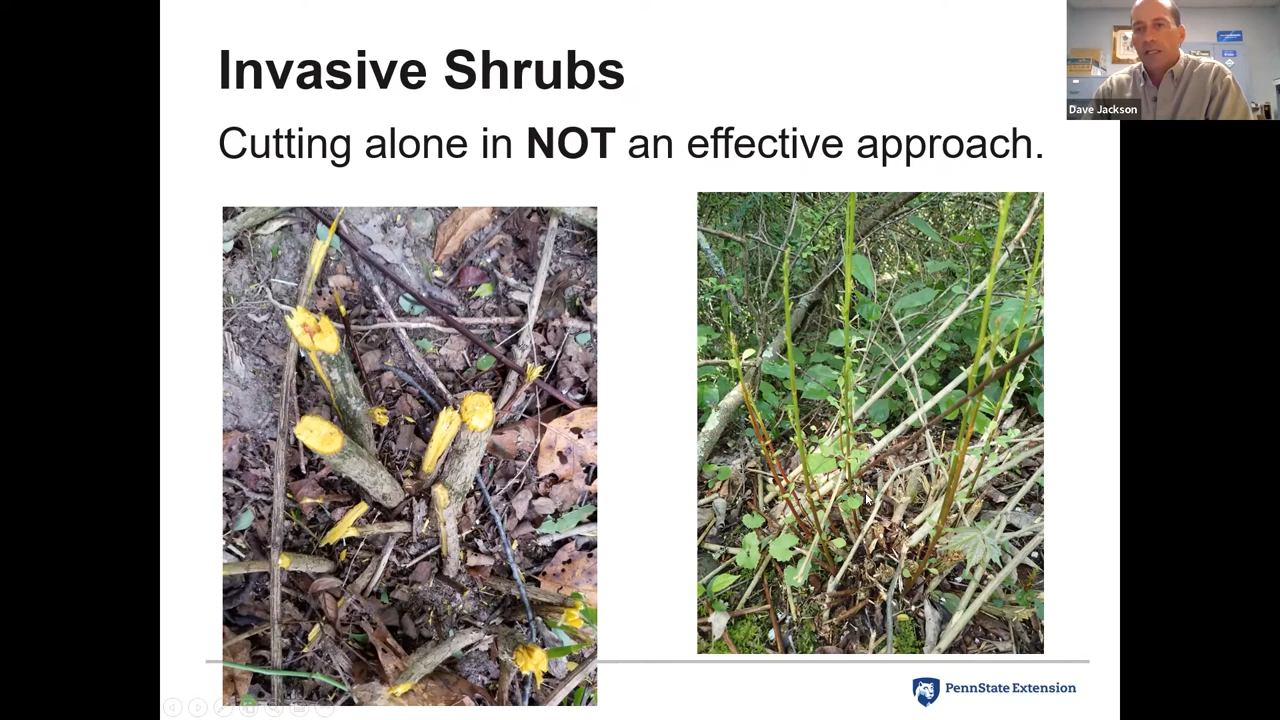 Invasive Shrubs
Cutting alone in NOT an effective approach.
Dave Jackson
PennState Extension